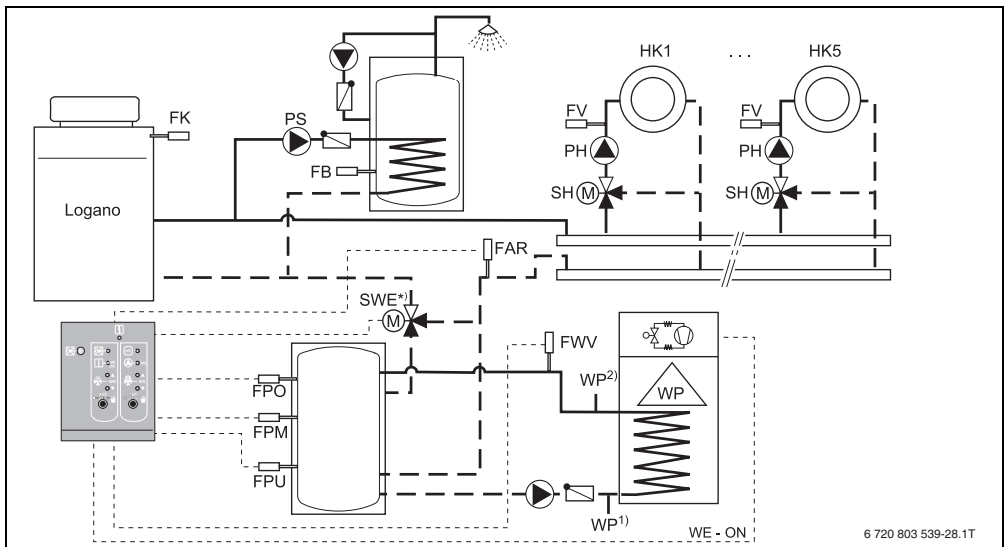 HK1
. . .
HK5
FK
PS
FV
FV
PH
PH
FB
SH
M
SH
M
Logano
FAR
SWE*)
M
FWV
WP2)
WP
FPO
FPM
FPU
WP1)
WE - ON
6 720 803 539-28.1T